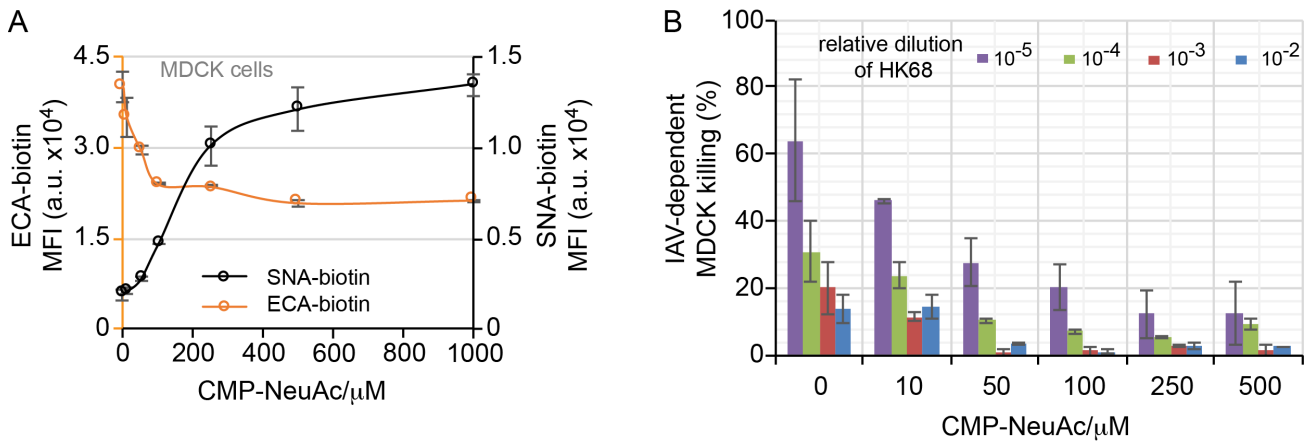 A
MDCK cells
ECA-biotin
MFI (a.u. x10⁴)
4.5
3.0
1.5
0
1.5
1.0
0.5
0
SNA-biotin
MFI (a.u. x10⁴)
SNA-biotin
ECA-biotin
0 200 400 600 800 1000
CMP-NeuAc/μM
B
IAV-dependent
MDCK killing (%)
100
80
60
40
20
0
relative dilution
of HK68
10⁻⁵ 10⁻⁴ 10⁻³ 10⁻²
0 10 50 100 250 500
CMP-NeuAc/μM